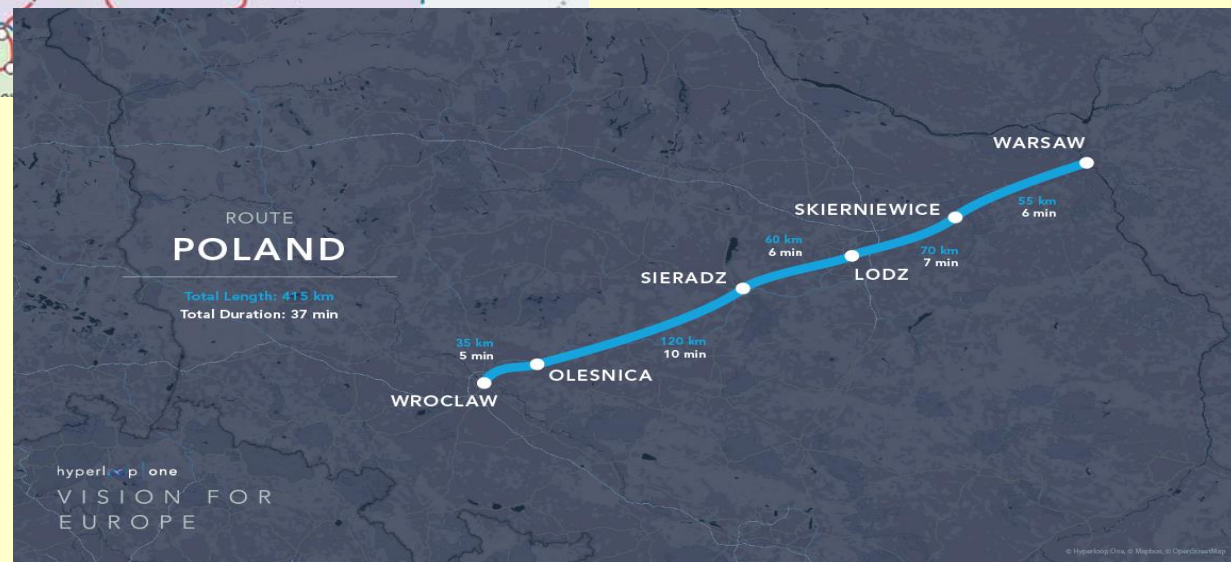 ROUTE
POLAND
Total Length: 415 km
Total Duration: 37 min
WARSAW
55 km
6 min
SKIERNIEWICE
70 km
7 min
LODZ
60 km
6 min
SIERADZ
120 km
10 min
OLESNICA
35 km
5 min
WROCLAW
hyperloop one
VISION FOR
EUROPE
© Hyperloop One, © Mapbox, © OpenStreetMap